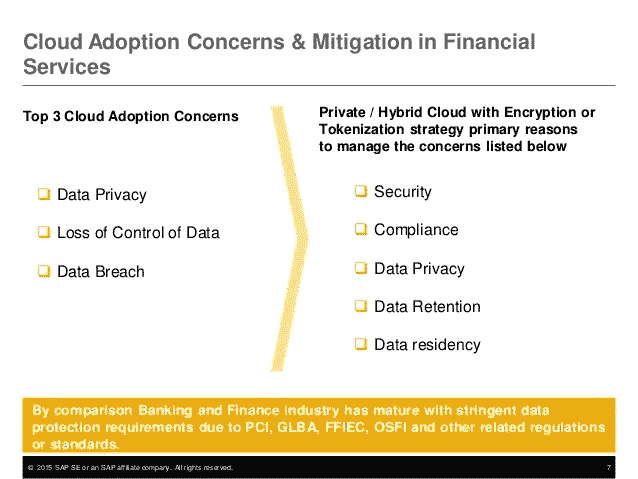 Cloud Adoption Concerns & Mitigation in Financial
Services
Top 3 Cloud Adoption Concerns
Data Privacy
Loss of Control of Data
Data Breach
Private / Hybrid Cloud with Encryption or
Tokenization strategy primary reasons
to manage the concerns listed below
Security
Compliance
Data Privacy
Data Retention
Data residency
By comparison Banking and Finance industry has mature with stringent data
protection requirements due to PCI, GLBA, FFIEC, OSFI and other related regulations
or standards.
© 2015 SAP SE or an SAP affiliate company. All rights reserved.
7